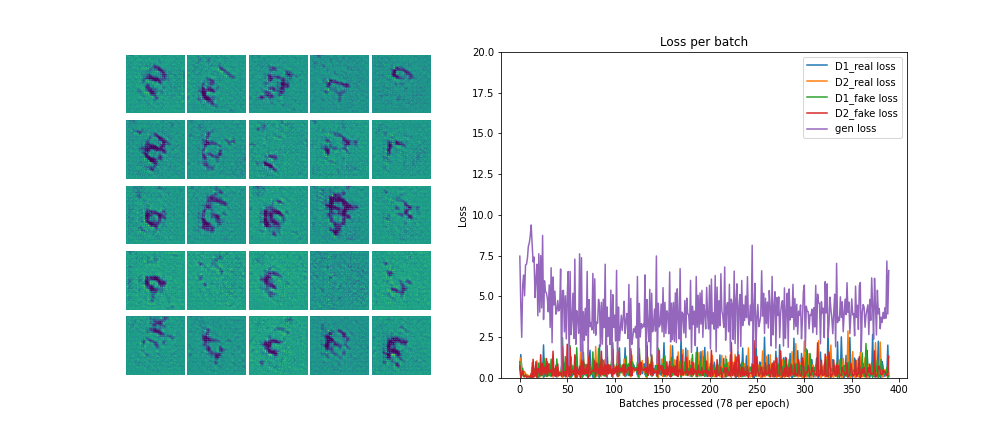 Loss per batch
20.0
17.5
15.0
12.5
10.0
7.5
5.0
2.5
0.0
Loss
D1_real loss
D2_real loss
D1_fake loss
D2_fake loss
gen loss
0 50 100 150 200 250 300 350 400
Batches processed (78 per epoch)